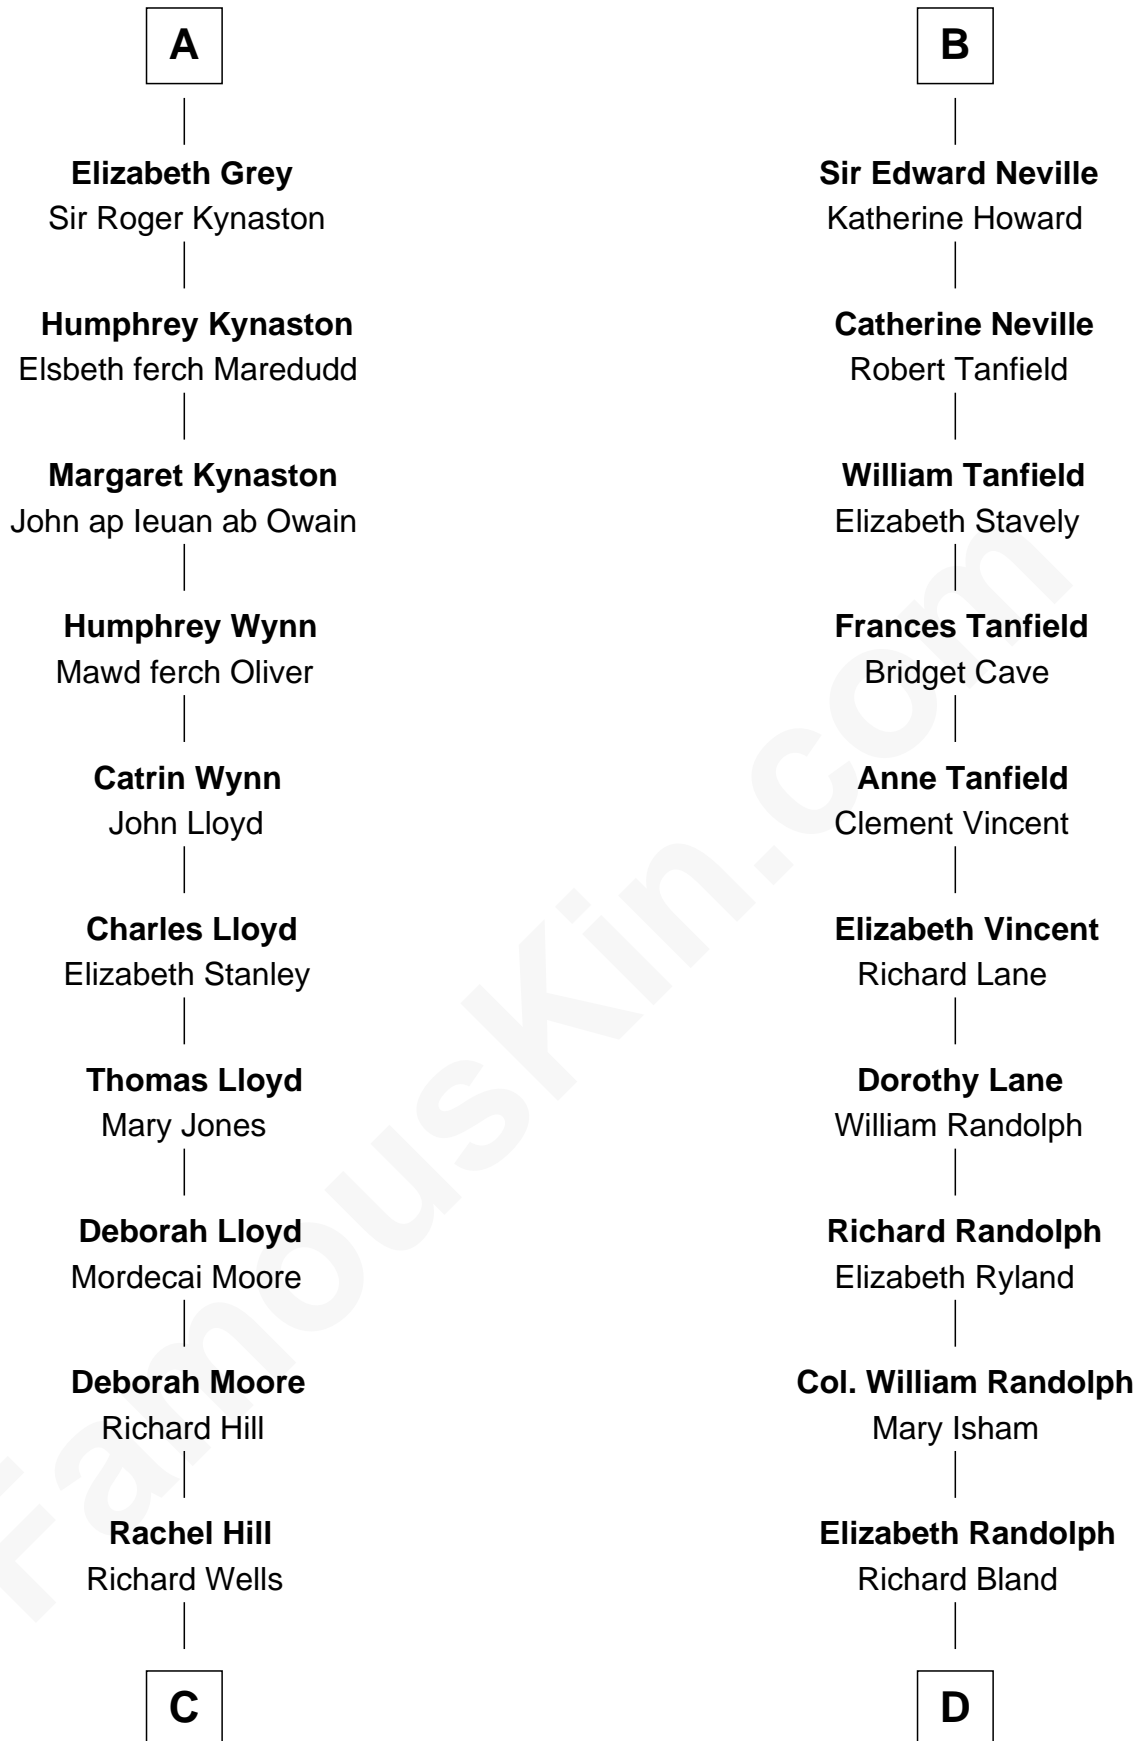 A
Elizabeth Grey
Sir Roger Kynaston
Humphrey Kynaston
Elsbeth ferch Maredudd
Margaret Kynaston
John ap Ieuan ab Owain
Humphrey Wynn
Mawd ferch Oliver
Catrin Wynn
John Lloyd
Charles Lloyd
Elizabeth Stanley
Thomas Lloyd
Mary Jones
Deborah Lloyd
Mordecai Moore
Deborah Moore
Richard Hill
Rachel Hill
Richard Wells
C
B
Sir Edward Neville
Katherine Howard
Catherine Neville
Robert Tanfield
William Tanfield
Elizabeth Stavely
Frances Tanfield
Bridget Cave
Anne Tanfield
Clement Vincent
Elizabeth Vincent
Richard Lane
Dorothy Lane
William Randolph
Richard Randolph
Elizabeth Ryland
Col. William Randolph
Mary Isham
Elizabeth Randolph
Richard Bland
D
FamousKin.com